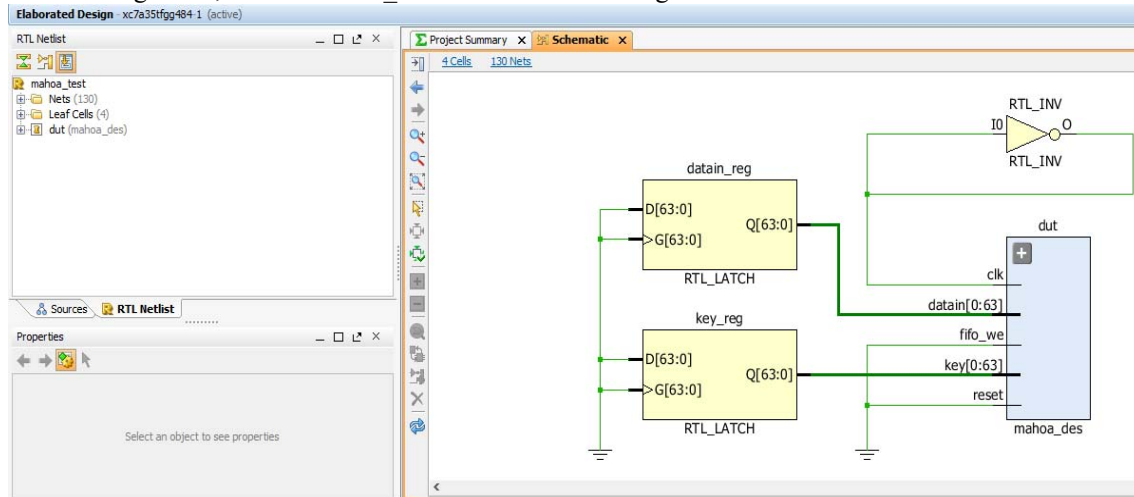 Elaborated Design - xc7a35tfgg484-1 (active)
RTL Netlist
mahoa_test
Nets (130)
Leaf Cells (4)
dut (mahoa_des)
Sources
RTL Netlist
Properties
Select an object to see properties
Project Summary
Schematic
4 Cells
130 Nets
RTL_INV
I0
O
RTL_INV
datain_reg
D[63:0]
Q[63:0]
G[63:0]
RTL_LATCH
dut
clk
datain[0:63]
fifo_we
key[0:63]
reset
mahoa_des
key_reg
D[63:0]
Q[63:0]
G[63:0]
RTL_LATCH